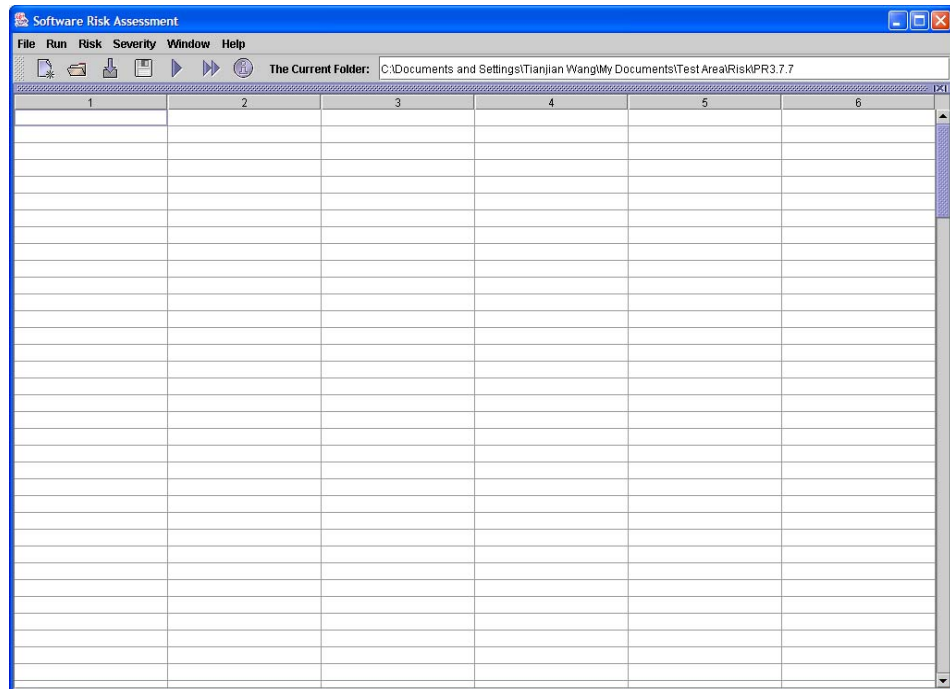 Software Risk Assessment
File Run Risk Severity Window Help
The Current Folder: C:\Documents and Settings\Tianjian Wang\My Documents\Test Area\Risk\PR3.7.7
1 2 3 4 5 6